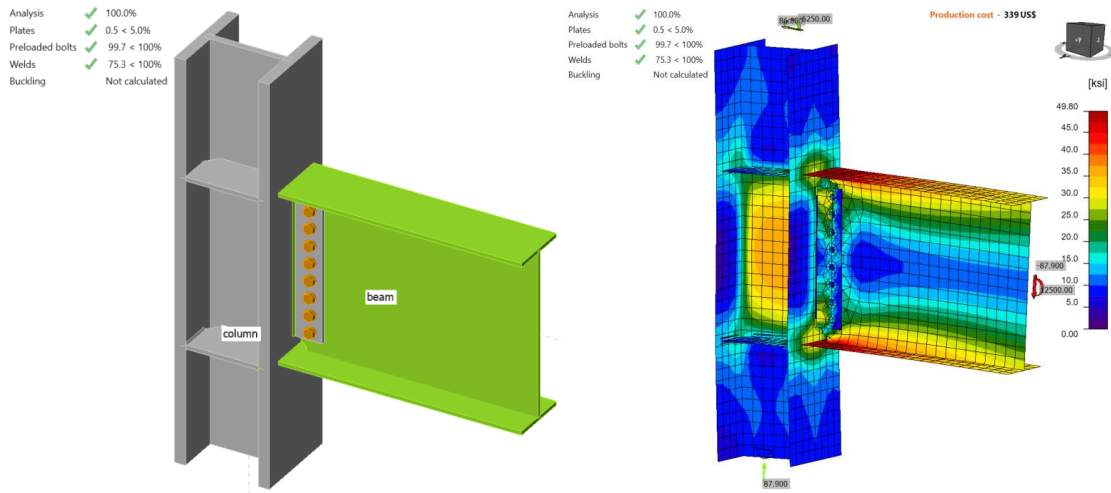 Analysis 100.0%
Plates 0.5 < 5.0%
Preloaded bolts 99.7 < 100%
Welds 75.3 < 100%
Buckling Not calculated
beam
column
Analysis 100.0%
Plates 0.5 < 5.0%
Preloaded bolts 99.7 < 100%
Welds 75.3 < 100%
Buckling Not calculated
6250.00
Production cost - 339 US$
[ksi]
49.80
45.0
40.0
35.0
30.0
25.0
20.0
15.0
10.0
5.0
0.00
-87.900
12500.00
87.900